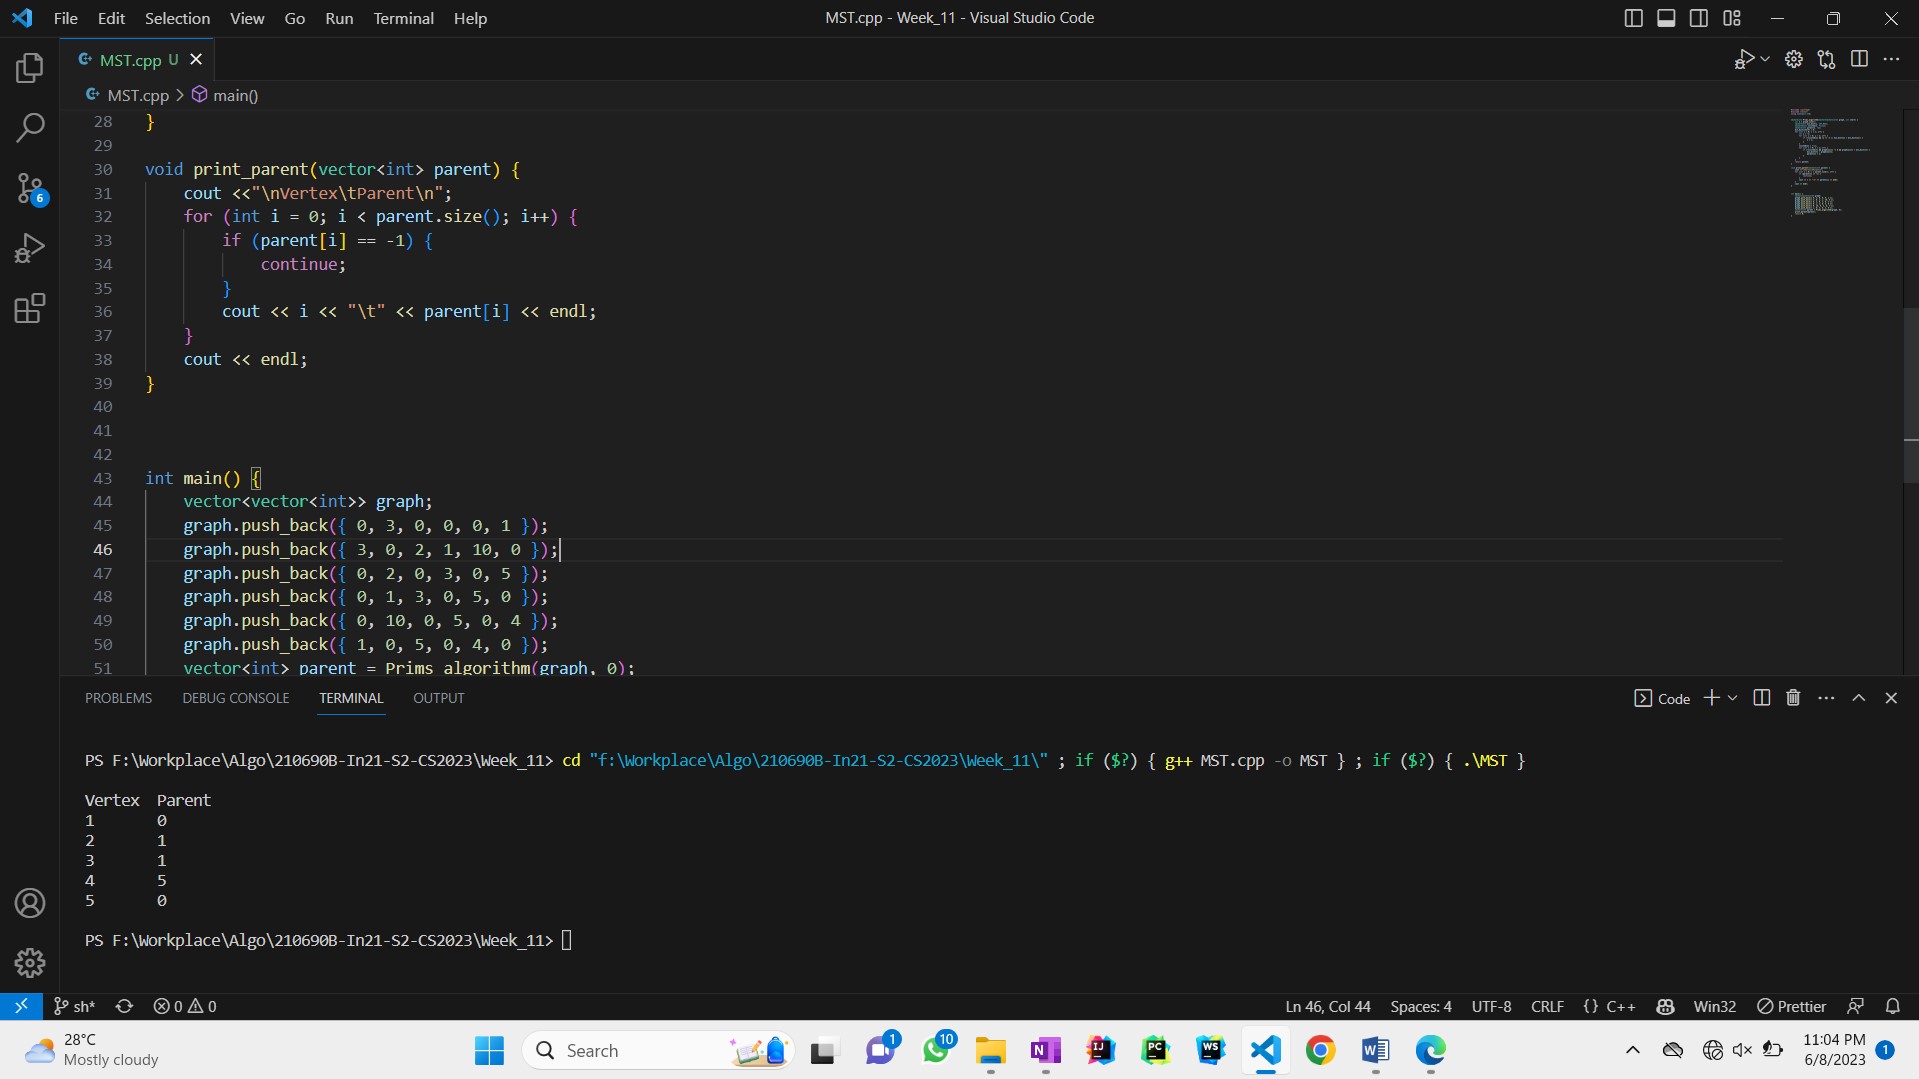 File Edit Selection View Go Run Terminal Help MST.cpp - Week_11 - Visual Studio Code
MST.cpp U
MST.cpp > main()
28 }
29
30 void print_parent(vector<int> parent) {
31     cout <<"\nVertex\tParent\n";
32     for (int i = 0; i < parent.size(); i++) {
33         if (parent[i] == -1) {
34             continue;
35         }
36         cout << i << "\t" << parent[i] << endl;
37     }
38     cout << endl;
39 }
40
41
42
43 int main() {
44     vector<vector<int>> graph;
45     graph.push_back({ 0, 3, 0, 0, 0, 1 });
46     graph.push_back({ 3, 0, 2, 1, 10, 0 });
47     graph.push_back({ 0, 2, 0, 3, 0, 5 });
48     graph.push_back({ 0, 1, 3, 0, 5, 0 });
49     graph.push_back({ 0, 10, 0, 5, 0, 4 });
50     graph.push_back({ 1, 0, 5, 0, 4, 0 });
51     vector<int> parent = Prims_algorithm(graph, 0);
6
PROBLEMS DEBUG CONSOLE TERMINAL OUTPUT Code
PS F:\Workplace\Algo\210690B-In21-S2-CS2023\Week_11> cd "f:\Workplace\Algo\210690B-In21-S2-CS2023\Week_11\" ; if ($?) { g++ MST.cpp -o MST } ; if ($?) { .\MST }
Vertex Parent
1 0
2 1
3 1
4 5
5 0
PS F:\Workplace\Algo\210690B-In21-S2-CS2023\Week_11>
sh* 0 0 Ln 46, Col 44 Spaces: 4 UTF-8 CRLF {} C++ Win32 Prettier
28°C
Mostly cloudy
Search
1
10
IJ
PC
WS
11:04 PM
6/8/2023
1